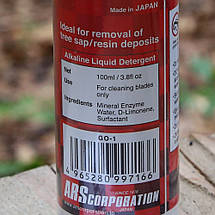 Made in JAPAN
Ideal for removal of
tree sap/resin deposits
Alkaline Liquid Detergent
100ml / 3.8fl oz
Use: For cleaning blades
only
Ingredients: Mineral Enzyme
Water, D-Limonene,
Surfactant
GO-1
4 965280 997166
ARS CORPORATION
JAPAN